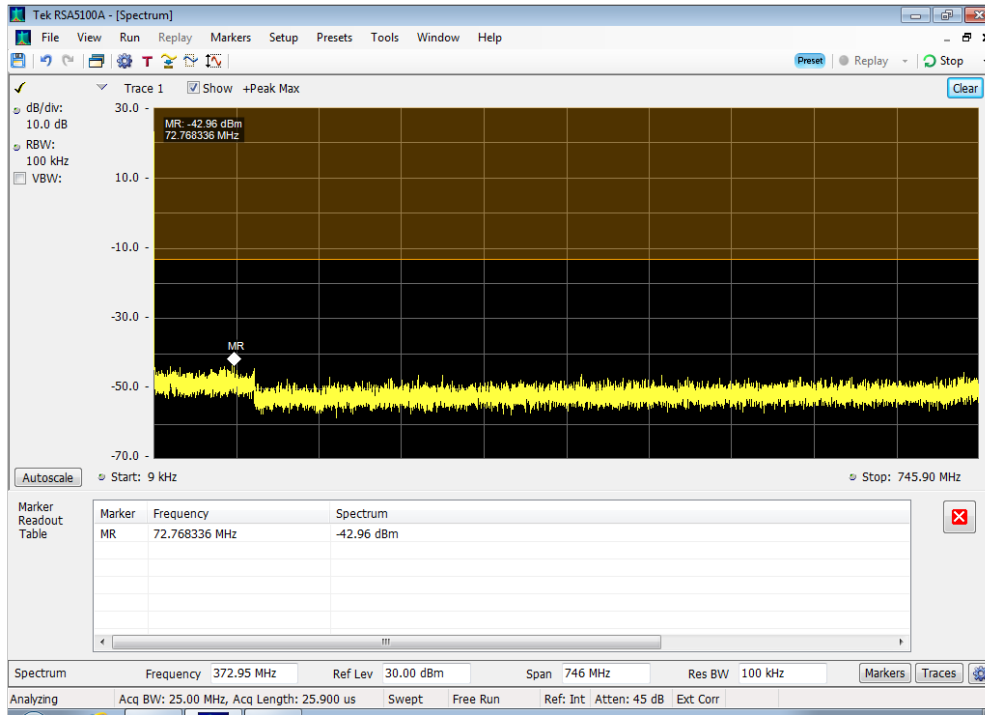 Tek RSA5100A - [Spectrum]
File View Run Replay Markers Setup Presets Tools Window Help
Preset Replay Stop
Trace 1 Show +Peak Max Clear
dB/div:
10.0 dB
RBW:
100 kHz
VBW:
30.0 -
MR: -42.96 dBm
72.768336 MHz
10.0 -
-10.0 -
-30.0 -
MR
-50.0 -
-70.0 -
Autoscale Start: 9 kHz Stop: 745.90 MHz
Marker
Readout
Table
Marker Frequency Spectrum
MR 72.768336 MHz -42.96 dBm
Spectrum Frequency 372.95 MHz Ref Lev 30.00 dBm Span 746 MHz Res BW 100 kHz Markers Traces
Analyzing Acq BW: 25.00 MHz, Acq Length: 25.900 us Swept Free Run Ref: Int Atten: 45 dB Ext Corr